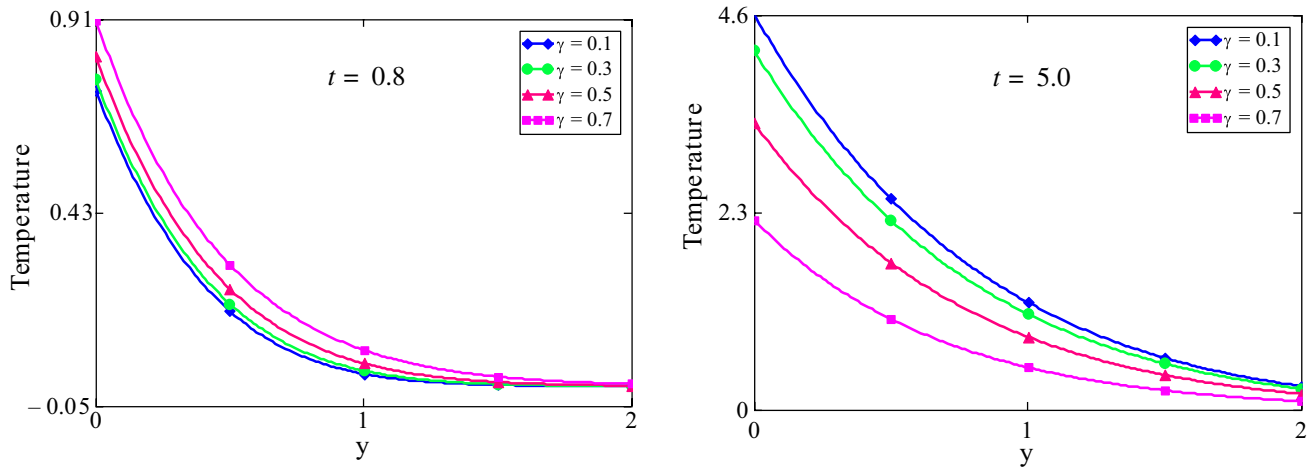 0.91
γ = 0.1
γ = 0.3
γ = 0.5
γ = 0.7
t = 0.8
Temperature
0.43
– 0.05
0
1
2
y
4.6
γ = 0.1
γ = 0.3
γ = 0.5
γ = 0.7
t = 5.0
Temperature
2.3
0
0
1
2
y